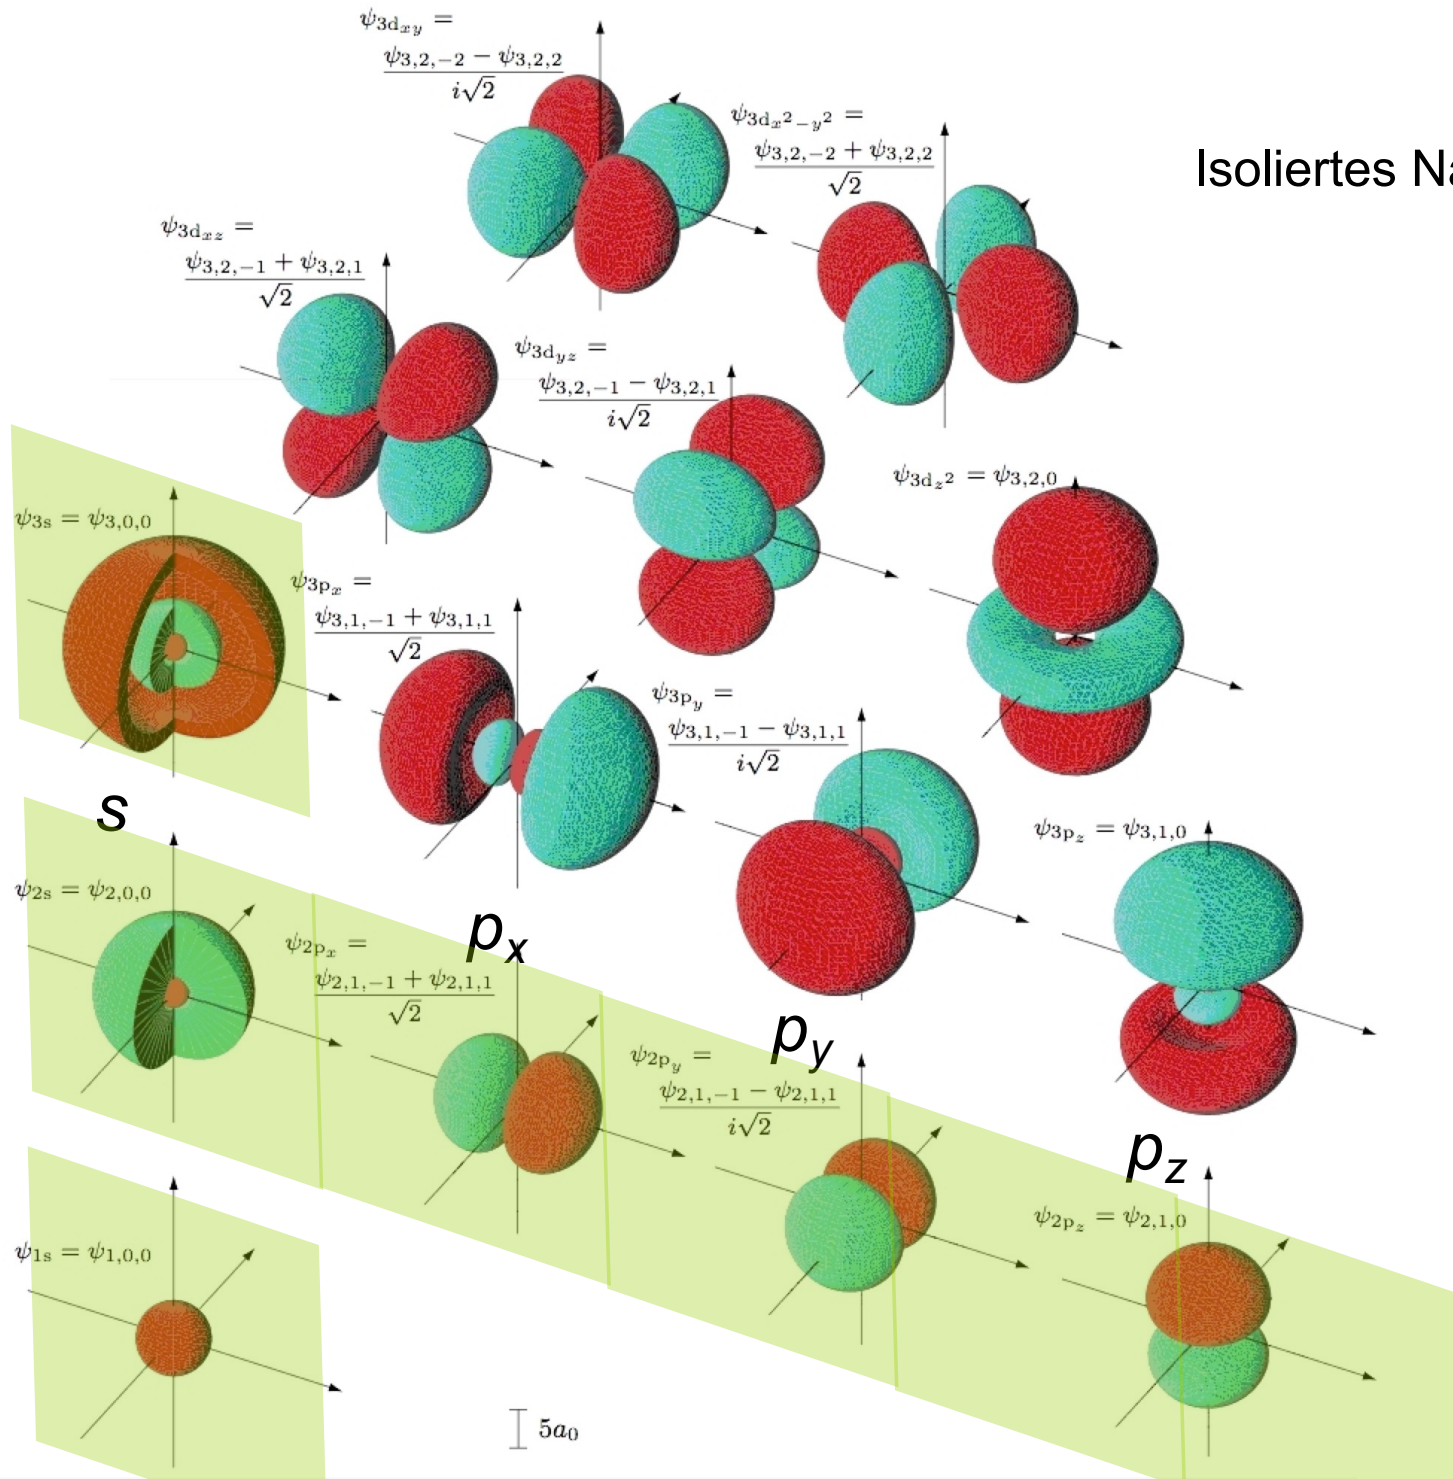 ψ3dxy =
ψ3,2,−2 − ψ3,2,2
i√2
ψ3dx2−y2 =
ψ3,2,−2 + ψ3,2,2
√2
Isoliertes Na
ψ3dxz =
ψ3,2,−1 + ψ3,2,1
√2
ψ3dyz =
ψ3,2,−1 − ψ3,2,1
i√2
ψ3dz2 = ψ3,2,0
ψ3s = ψ3,0,0
ψ3px =
ψ3,1,−1 + ψ3,1,1
√2
ψ3py =
ψ3,1,−1 − ψ3,1,1
i√2
ψ3pz = ψ3,1,0
s
ψ2s = ψ2,0,0
px
ψ2px =
ψ2,1,−1 + ψ2,1,1
√2
py
ψ2py =
ψ2,1,−1 − ψ2,1,1
i√2
pz
ψ2pz = ψ2,1,0
ψ1s = ψ1,0,0
5a0